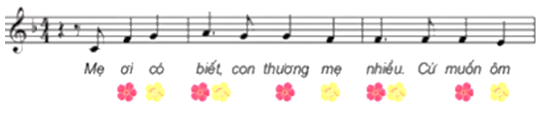 Mẹ ơi có biết, con thương mẹ nhiều. Cứ muốn ôm